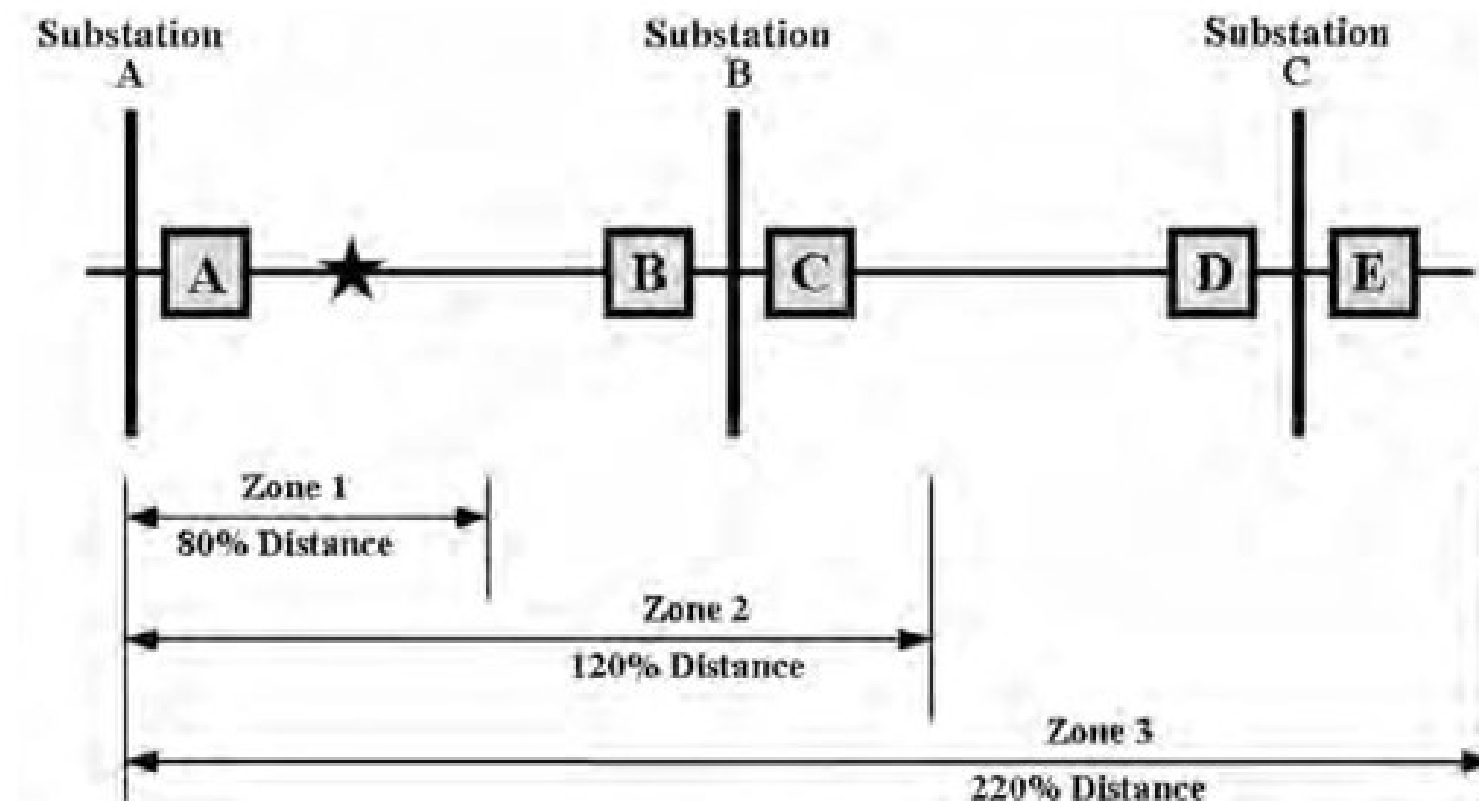 Substation
A
Substation
B
Substation
C
A
B
C
D
E
Zone 1
80% Distance
Zone 2
120% Distance
Zone 3
220% Distance